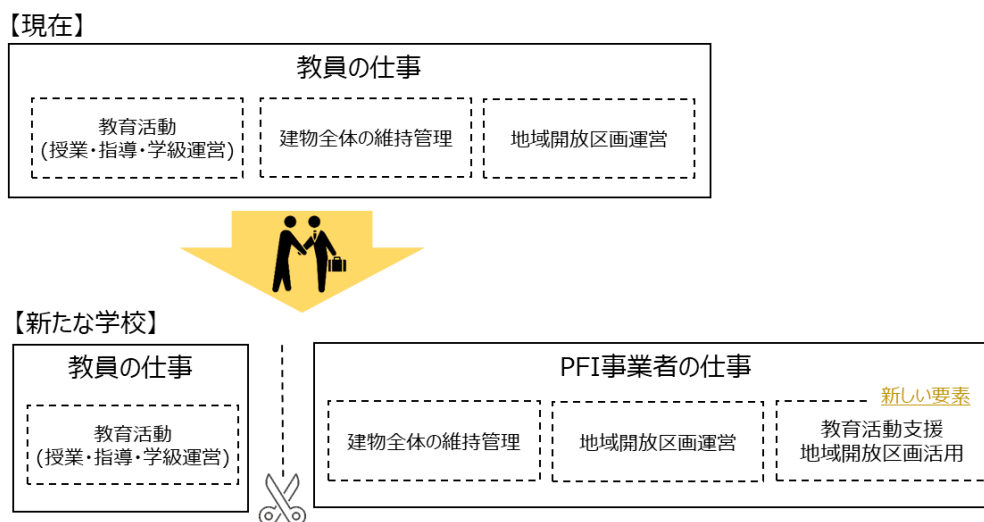 【現在】
教員の仕事
教育活動
(授業・指導・学級運営)
建物全体の維持管理
地域開放区画運営
【新たな学校】
教員の仕事
教育活動
(授業・指導・学級運営)
PFI事業者の仕事
建物全体の維持管理
地域開放区画運営
新しい要素
教育活動支援
地域開放区画活用